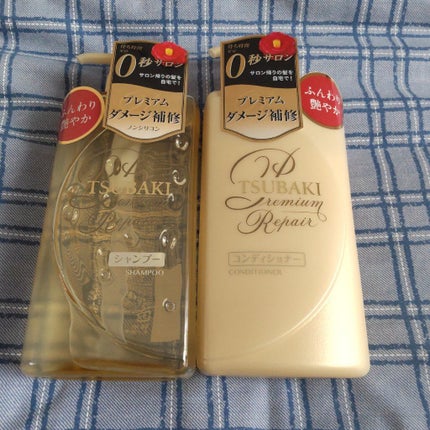 0秒サロン
サロン帰りの髪を
自宅で!
プレミアム
ダメージ補修
ノンシリコン
ふんわり
艶やか
TSUBAKI
Premium
Repair
シャンプー
SHAMPOO
0秒サロン
サロン帰りの髪を
自宅で!
プレミアム
ダメージ補修
ふんわり
艶やか
TSUBAKI
Premium
Repair
コンディショナー
CONDITIONER